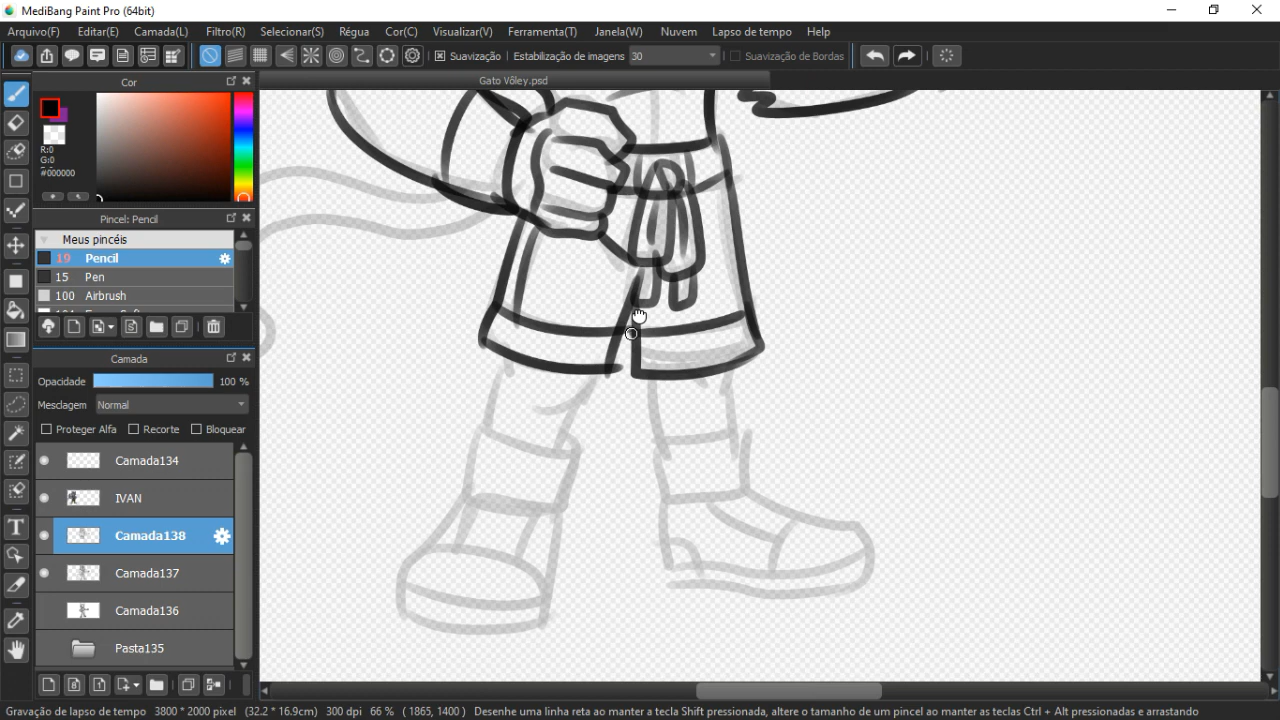 MediBang Paint Pro (64bit)
Arquivo(F) Editar(E) Camada(L) Filtro(R) Selecionar(S) Régua Cor(C) Visualizar(V) Ferramenta(T) Janela(W) Nuvem Lapso de tempo Help
Suavização Estabilização de imagens 30 Suavização de Bordas
Cor
Gato Vôley.psd
R:0
G:0
#000000
Pincel: Pencil
Meus pincéis
19 Pencil
15 Pen
100 Airbrush
Camada
Opacidade 100 %
Mesclagem Normal
Proteger Alfa Recorte Bloquear
Camada134
IVAN
Camada138
Camada137
Camada136
Pasta135
Gravação de lapso de tempo 3800 * 2000 pixel (32.2 * 16.9cm) 300 dpi 66 % ( 1865, 1400 ) Desenhe uma linha reta ao manter a tecla Shift pressionada, altere o tamanho de um pincel ao manter as teclas Ctrl + Alt pressionadas e arrastando